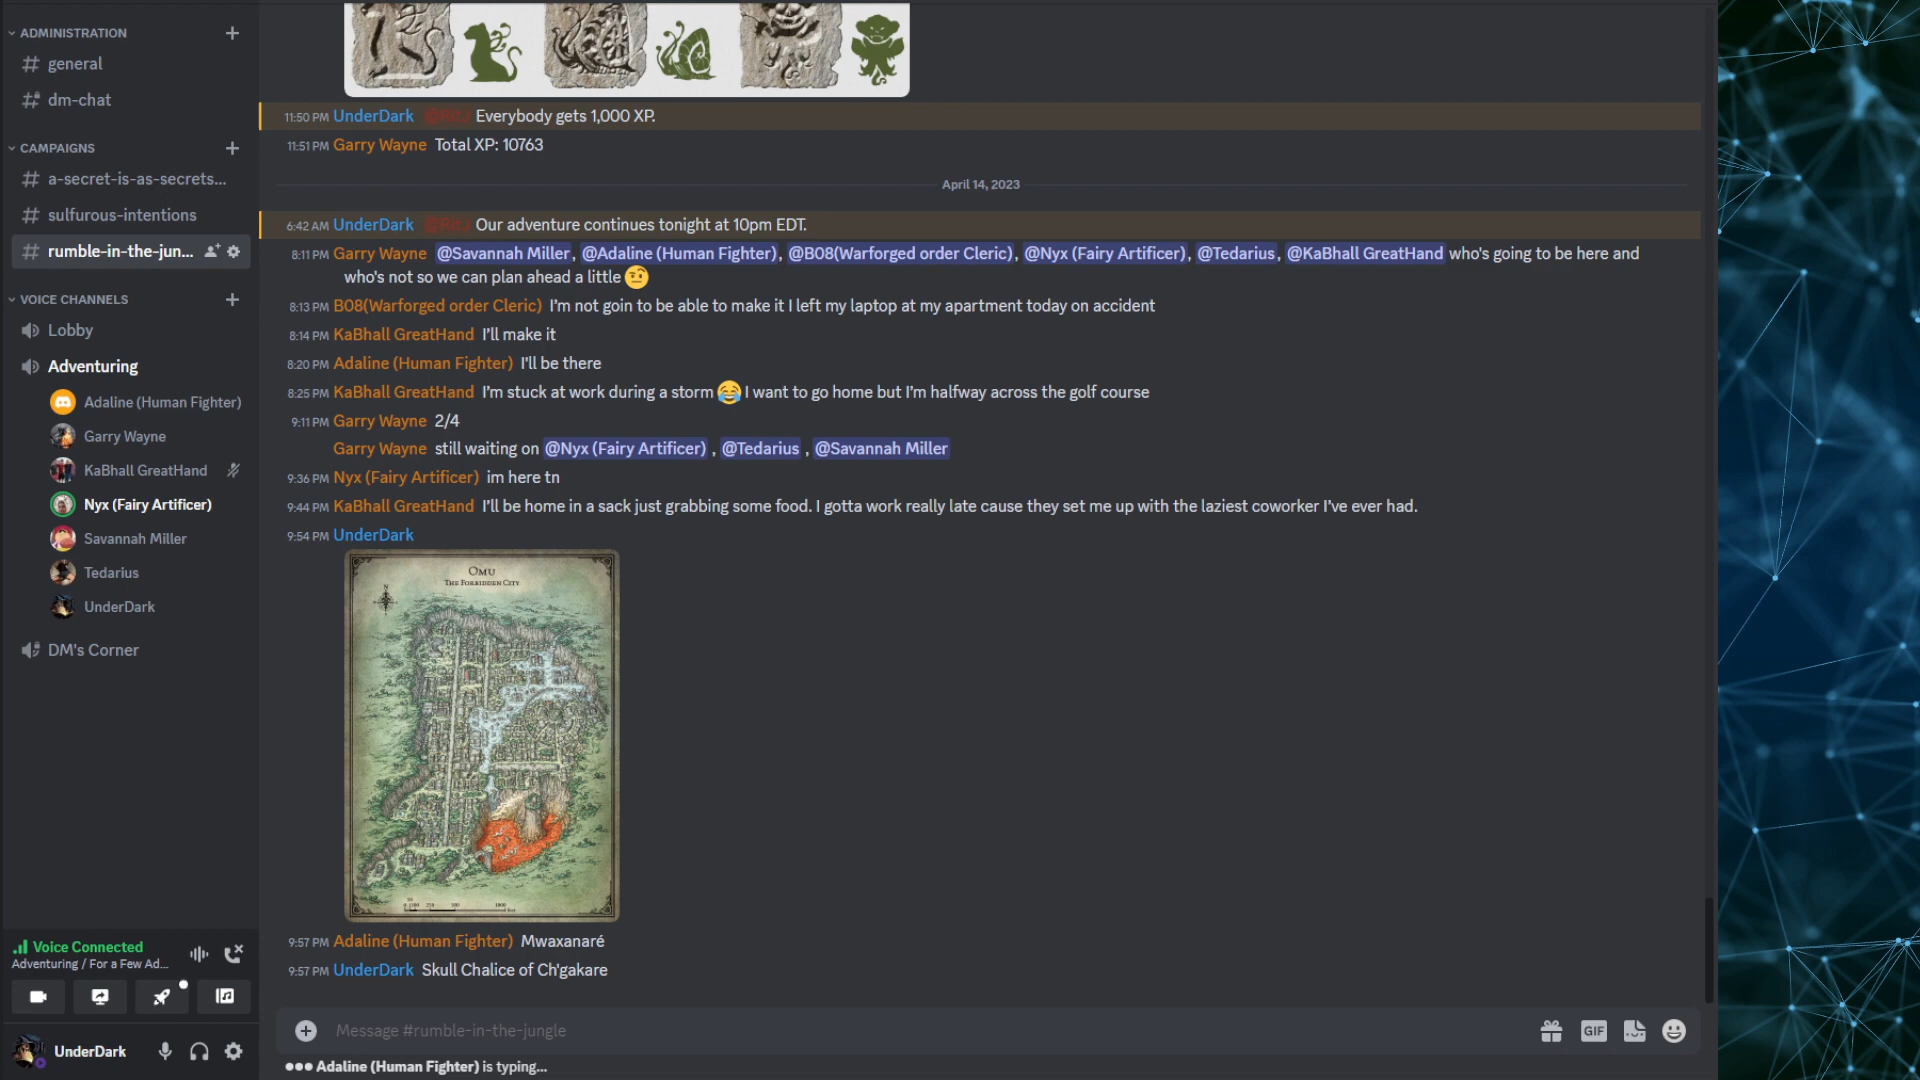 ADMINISTRATION
general
dm-chat
CAMPAIGNS
a-secret-is-as-secrets...
sulfurous-intentions
rumble-in-the-jun...
VOICE CHANNELS
Lobby
Adventuring
Adaline (Human Fighter)
Garry Wayne
KaBhall GreatHand
Nyx (Fairy Artificer)
Savannah Miller
Tedarius
UnderDark
DM's Corner
Voice Connected
Adventuring / For a Few Ad...
UnderDark
11:50 PM UnderDark Everybody gets 1,000 XP.
11:51 PM Garry Wayne Total XP: 10763
April 14, 2023
6:42 AM UnderDark Our adventure continues tonight at 10pm EDT.
8:11 PM Garry Wayne @Savannah Miller, @Adaline (Human Fighter), @B08(Warforged order Cleric), @Nyx (Fairy Artificer), @Tedarius, @KaBhall GreatHand who's going to be here and
who's not so we can plan ahead a little 🤨
8:13 PM B08(Warforged order Cleric) I'm not goin to be able to make it I left my laptop at my apartment today on accident
8:14 PM KaBhall GreatHand I'll make it
8:20 PM Adaline (Human Fighter) I'll be there
8:25 PM KaBhall GreatHand I'm stuck at work during a storm 😂 I want to go home but I'm halfway across the golf course
9:11 PM Garry Wayne 2/4
Garry Wayne still waiting on @Nyx (Fairy Artificer) , @Tedarius , @Savannah Miller
9:36 PM Nyx (Fairy Artificer) im here tn
9:44 PM KaBhall GreatHand I'll be home in a sack just grabbing some food. I gotta work really late cause they set me up with the laziest coworker I've ever had.
9:54 PM UnderDark
OMU
THE FORBIDDEN CITY
N
9:57 PM Adaline (Human Fighter) Mwaxanaré
9:57 PM UnderDark Skull Chalice of Ch'gakare
Message #rumble-in-the-jungle
GIF
Adaline (Human Fighter) is typing...